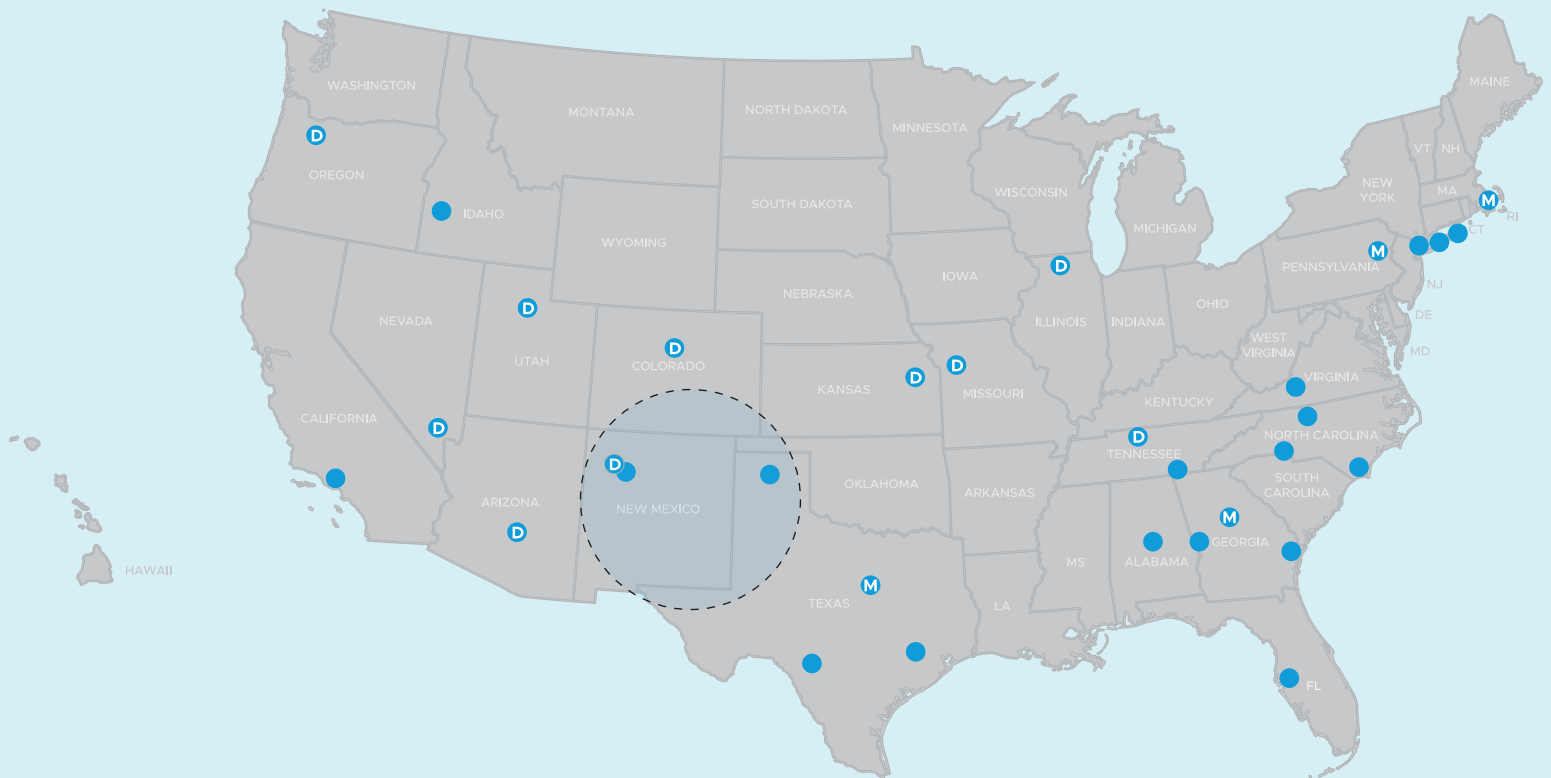 WASHINGTON
MONTANA
NORTH DAKOTA
MINNESOTA
MAINE
D
OREGON
IDAHO
SOUTH DAKOTA
WISCONSIN
MICHIGAN
NEW
YORK
VT
NH
MA
M
RI
CT
WYOMING
IOWA
NEBRASKA
D
ILLINOIS
INDIANA
OHIO
M
PENNSYLVANIA
NJ
DE
MD
NEVADA
D
UTAH
D
COLORADO
D
KANSAS
D
MISSOURI
WEST
VIRGINIA
VIRGINIA
KENTUCKY
CALIFORNIA
D
D
TENNESSEE
NORTH CAROLINA
SOUTH
CAROLINA
ARIZONA
D
D
NEW MEXICO
OKLAHOMA
ARKANSAS
M
GEORGIA
ALABAMA
MS
HAWAII
M
TEXAS
LA
FL